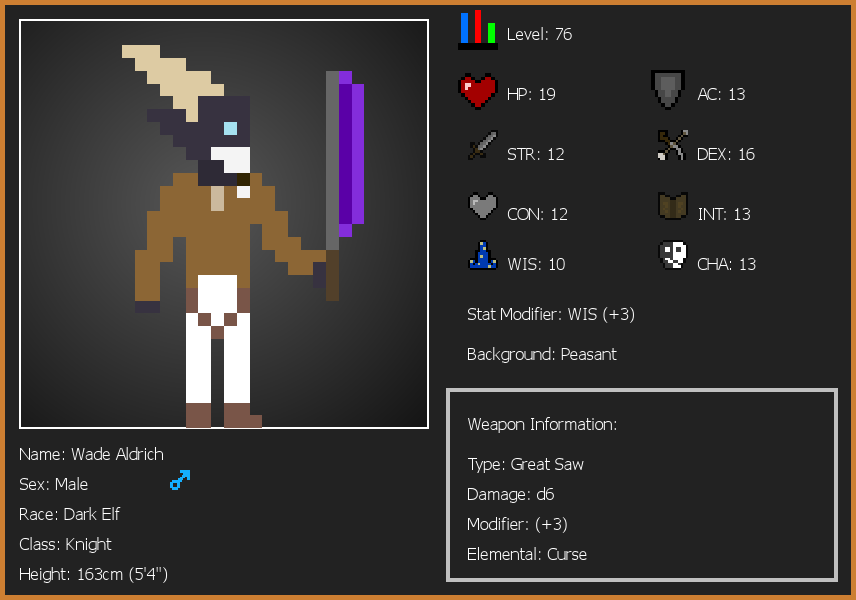 Level: 76
HP: 19
AC: 13
STR: 12
DEX: 16
CON: 12
INT: 13
WIS: 10
CHA: 13
Stat Modifier: WIS (+3)
Background: Peasant
Weapon Information:
Type: Great Saw
Damage: d6
Modifier: (+3)
Elemental: Curse
Name: Wade Aldrich
Sex: Male
Race: Dark Elf
Class: Knight
Height: 163cm (5'4")